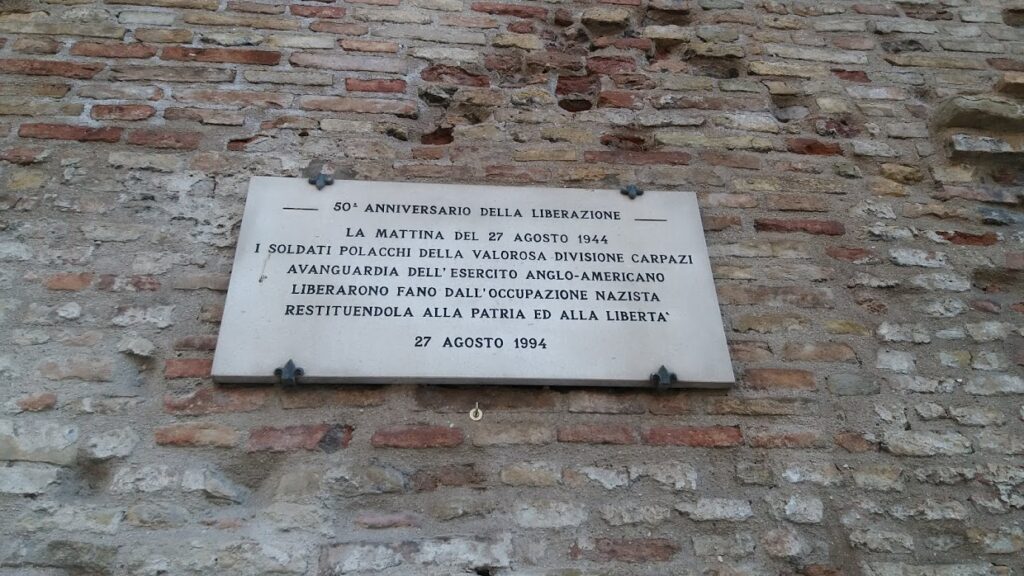 50ª ANNIVERSARIO DELLA LIBERAZIONE
LA MATTINA DEL 27 AGOSTO 1944
I SOLDATI POLACCHI DELLA VALOROSA DIVISIONE CARPAZI
AVANGUARDIA DELL'ESERCITO ANGLO-AMERICANO
LIBERARONO FANO DALL'OCCUPAZIONE NAZISTA
RESTITUENDOLA ALLA PATRIA ED ALLA LIBERTA'
27 AGOSTO 1994